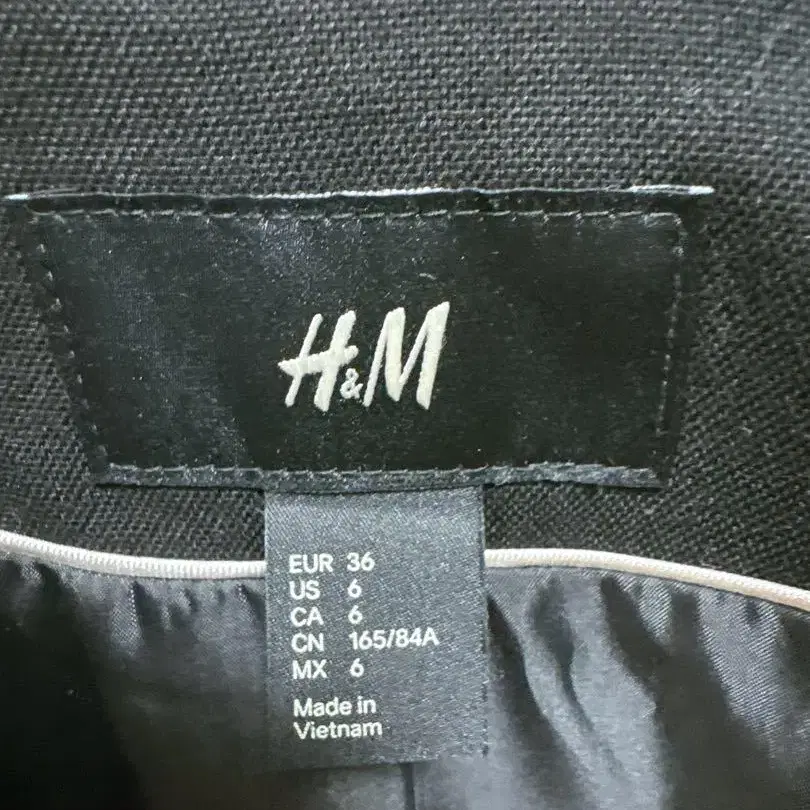 H&M
EUR 36
US 6
CA 6
CN 165/84A
MX 6
Made in
Vietnam